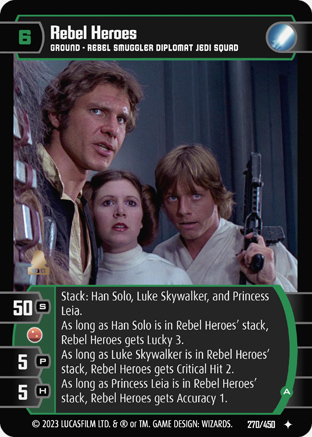 6 Rebel Heroes
GROUND - REBEL SMUGGLER DIPLOMAT JEDI SQUAD
50 S
5 P
5 H
Stack: Han Solo, Luke Skywalker, and Princess
Leia.
As long as Han Solo is in Rebel Heroes' stack,
Rebel Heroes gets Lucky 3.
As long as Luke Skywalker is in Rebel Heroes'
stack, Rebel Heroes gets Critical Hit 2.
As long as Princess Leia is in Rebel Heroes'
stack, Rebel Heroes gets Accuracy 1.
A
© 2023 LUCASFILM LTD. & ® or TM. GAME DESIGN: WIZARDS. 270/450